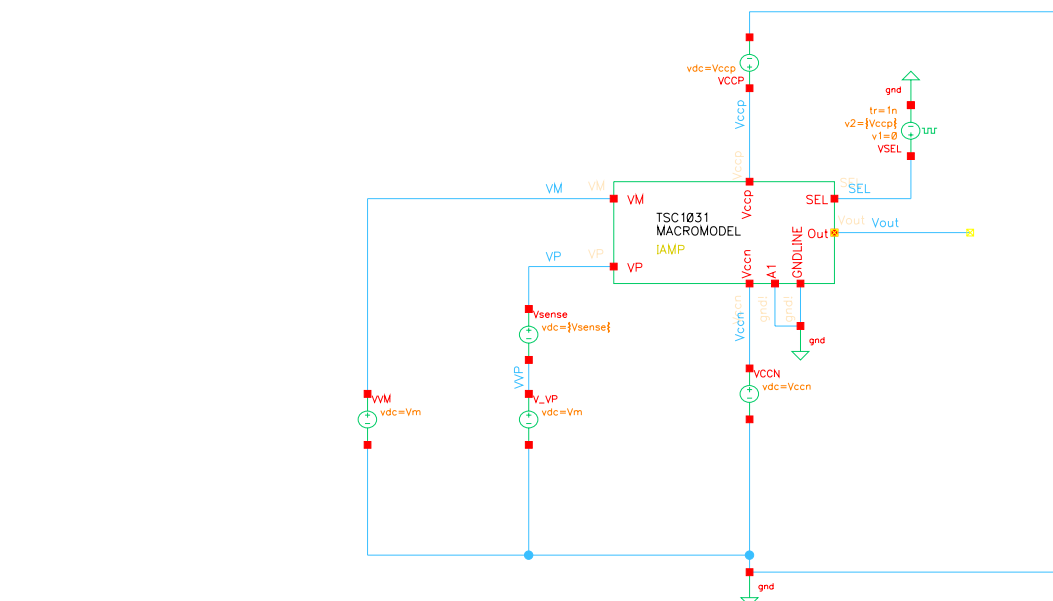 vdc=Vccp
VCCP
Vccp
Vccp
gnd
tr=1n
v2={Vccp}
v1=0
VSEL
SEL
SEL
VM
VM
VM
Vccp
SEL
TSC1031
MACROMODEL
IAMP
Vout
Vout
Out
VP
VP
VP
Vccn
A1
GNDLINE
Vccn
gnd!
gnd!
gnd
Vsense
vdc={Vsense}
VVP
VCCN
vdc=Vccn
VVM
vdc=Vm
V_VP
vdc=Vm
gnd